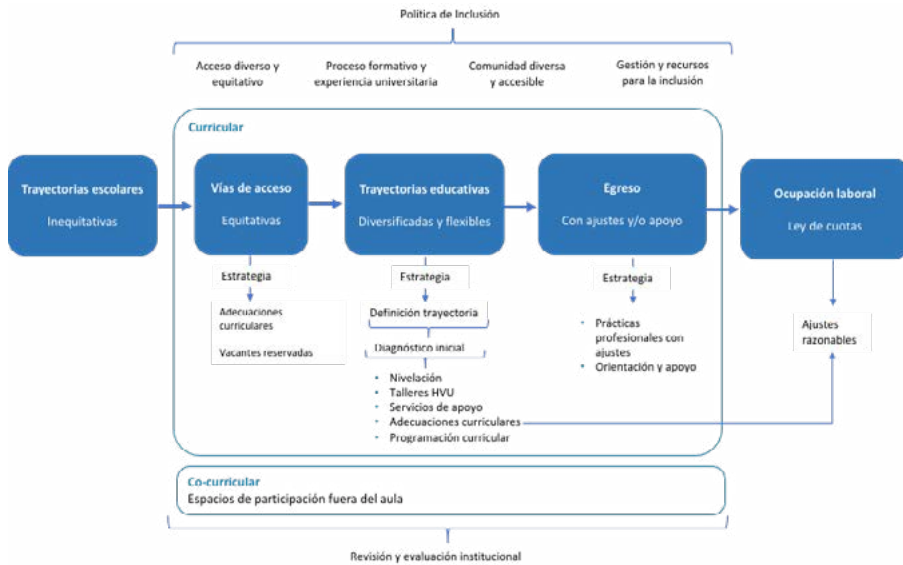 Política de Inclusión
Acceso diverso y
equitativo
Proceso formativo y
experiencia universitaria
Comunidad diversa
y accesible
Gestión y recursos
para la inclusión
Curricular
Trayectorias escolares
Inequitativas
Vías de acceso
Equitativas
Trayectorias educativas
Diversificadas y flexibles
Egreso
Con ajustes y/o apoyo
Ocupación laboral
Ley de cuotas
Estrategia
Adecuaciones
curriculares
Vacantes reservadas
Estrategia
Definición trayectoria
Diagnóstico inicial
• Nivelación
• Talleres HVU
• Servicios de apoyo
• Adecuaciones curriculares
• Programación curricular
Estrategia
• Prácticas
profesionales con
ajustes
• Orientación y apoyo
Ajustes
razonables
Co-curricular
Espacios de participación fuera del aula
Revisión y evaluación institucional